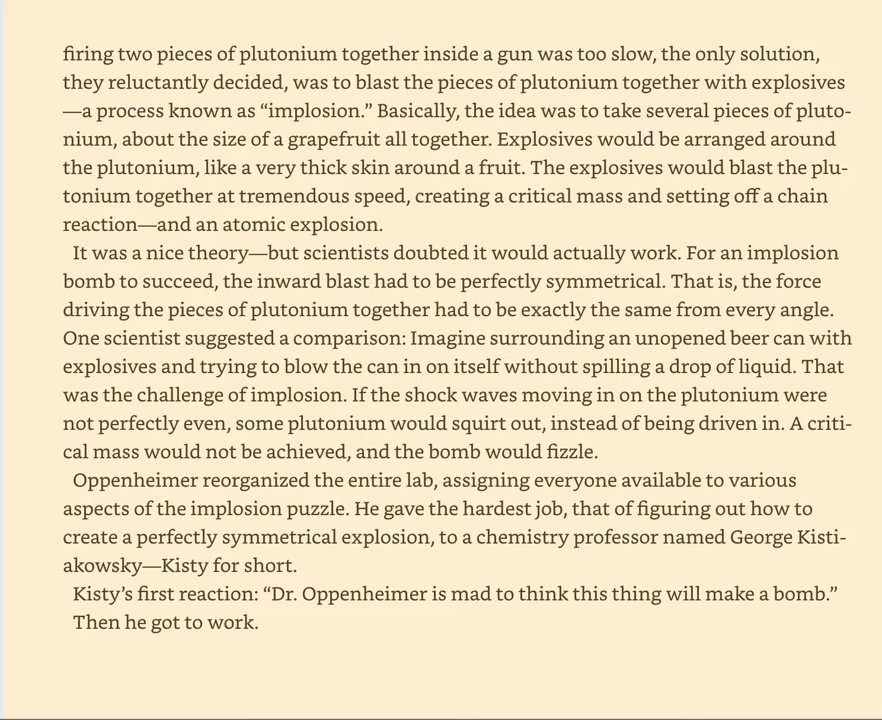 firing two pieces of plutonium together inside a gun was too slow, the only solution,
they reluctantly decided, was to blast the pieces of plutonium together with explosives
—a process known as “implosion.” Basically, the idea was to take several pieces of pluto-
nium, about the size of a grapefruit all together. Explosives would be arranged around
the plutonium, like a very thick skin around a fruit. The explosives would blast the plu-
tonium together at tremendous speed, creating a critical mass and setting off a chain
reaction—and an atomic explosion.
It was a nice theory—but scientists doubted it would actually work. For an implosion
bomb to succeed, the inward blast had to be perfectly symmetrical. That is, the force
driving the pieces of plutonium together had to be exactly the same from every angle.
One scientist suggested a comparison: Imagine surrounding an unopened beer can with
explosives and trying to blow the can in on itself without spilling a drop of liquid. That
was the challenge of implosion. If the shock waves moving in on the plutonium were
not perfectly even, some plutonium would squirt out, instead of being driven in. A criti-
cal mass would not be achieved, and the bomb would fizzle.
Oppenheimer reorganized the entire lab, assigning everyone available to various
aspects of the implosion puzzle. He gave the hardest job, that of figuring out how to
create a perfectly symmetrical explosion, to a chemistry professor named George Kisti-
akowsky—Kisty for short.
Kisty’s first reaction: “Dr. Oppenheimer is mad to think this thing will make a bomb.”
Then he got to work.